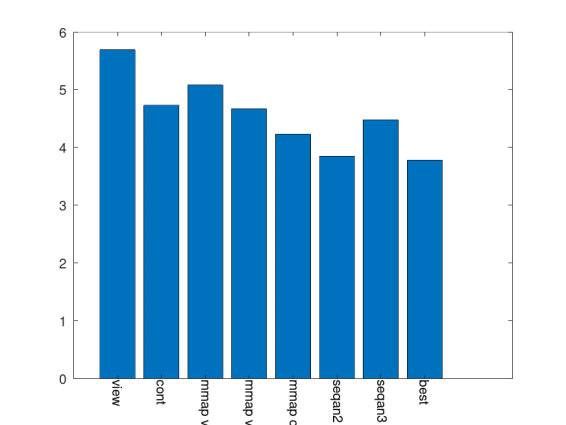 6
5
4
3
2
1
0
view
cont
mmap v
mmap v
mmap c
seqan2
seqan3
best